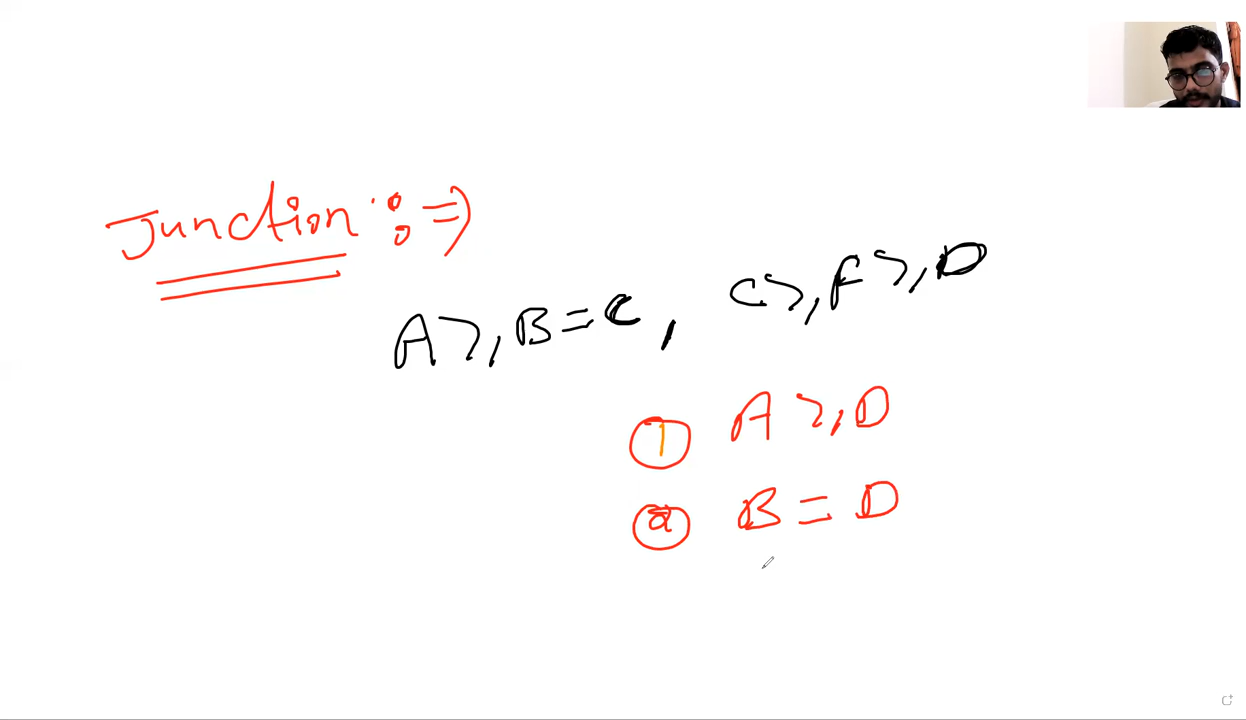 Junction :⇒
A ≥ B = C, C ≥ F ≥ D
① A ≥ D
② B = D